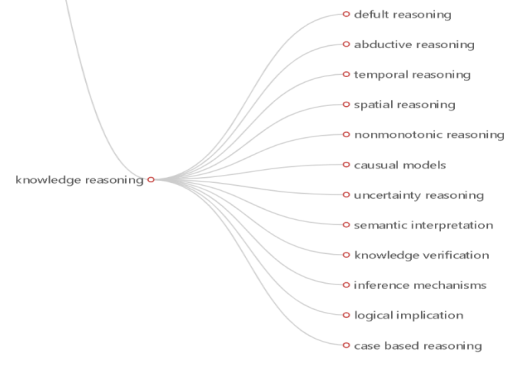 defult reasoning
abductive reasoning
temporal reasoning
spatial reasoning
nonmonotonic reasoning
causual models
knowledge reasoning
uncertainty reasoning
semantic interpretation
knowledge verification
inference mechanisms
logical implication
case based reasoning